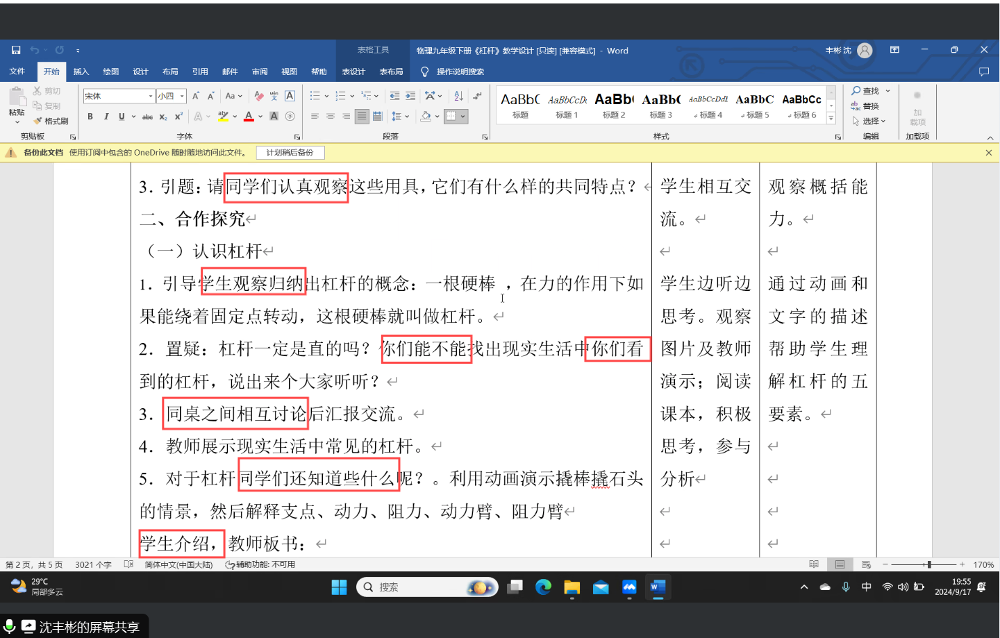 表格工具
物理九年级下册《杠杆》教学设计 [只读] [兼容模式] - Word
丰彬 沈
文件 开始 插入 绘图 设计 布局 引用 邮件 审阅 视图 帮助 表设计 表布局 操作说明搜索
粘贴 剪切 复制 格式刷
宋体 小四
AaBbC AaBbCcDc AaBb( AaBb( AaBbCcDdE AaBbC AaBbCc
标题 标题 1 标题 2 标题 3 标题 4 标题 5 标题 6
查找 替换 选择
加载项
剪贴板 字体 段落 样式 编辑 加载项
备份此文档 使用订阅中包含的 OneDrive 随时随地访问此文件。 计划稍后备份
3. 引题：请同学们认真观察这些用具，它们有什么样的共同特点？
二、合作探究
（一）认识杠杆
1. 引导学生观察归纳出杠杆的概念：一根硬棒 ，在力的作用下如
果能绕着固定点转动，这根硬棒就叫做杠杆。
2. 置疑：杠杆一定是直的吗？你们能不能找出现实生活中你们看
到的杠杆，说出来个大家听听？
3. 同桌之间相互讨论后汇报交流。
4. 教师展示现实生活中常见的杠杆。
5. 对于杠杆同学们还知道些什么呢？。利用动画演示撬棒撬石头
的情景，然后解释支点、动力、阻力、动力臂、阻力臂
学生介绍，教师板书：
学生相互交
流。
学生边听边
思考。观察
图片及教师
演示；阅读
课本，积极
思考，参与
分析
观察概括能
力。
通过动画和
文字的描述
帮助学生理
解杠杆的五
要素。
第 2 页，共 5 页 3021 个字 简体中文(中国大陆) 辅助功能: 不可用 170%
29°C
局部多云
搜索
中
19:55
2024/9/17
沈丰彬的屏幕共享